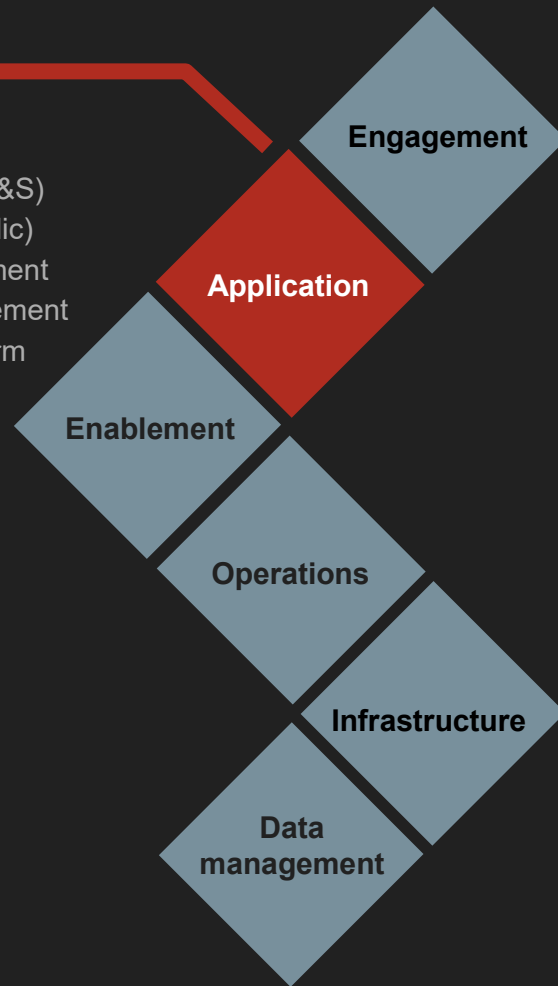 Engagement
&S)
Application
Enablement
Operations
Infrastructure
Data
management